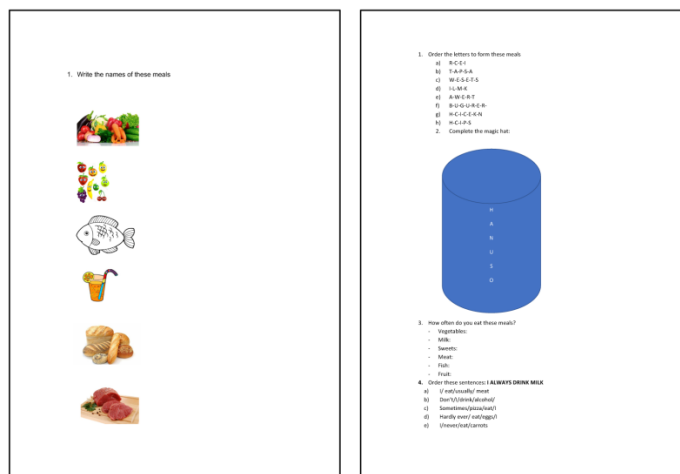 1. Write the names of these meals
1. Order the letters to form these meals
a) R-C-E-I
b) T-A-P-S-A
c) W-E-S-E-T-S
d) I-L-M-K
e) A-W-E-R-T
f) B-U-G-U-R-E-R-
g) H-C-I-C-E-K-N
h) H-C-I-P-S
2. Complete the magic hat:
H
A
N
U
S
O
3. How often do you eat these meals?
- Vegetables:
- Milk:
- Sweets:
- Meat:
- Fish:
- Fruit:
4. Order these sentences: I ALWAYS DRINK MILK
a) I/ eat/usually/ meat
b) Don't/I/drink/alcohol/
c) Sometimes/pizza/eat/I
d) Hardly ever/ eat/eggs/I
e) I/never/eat/carrots